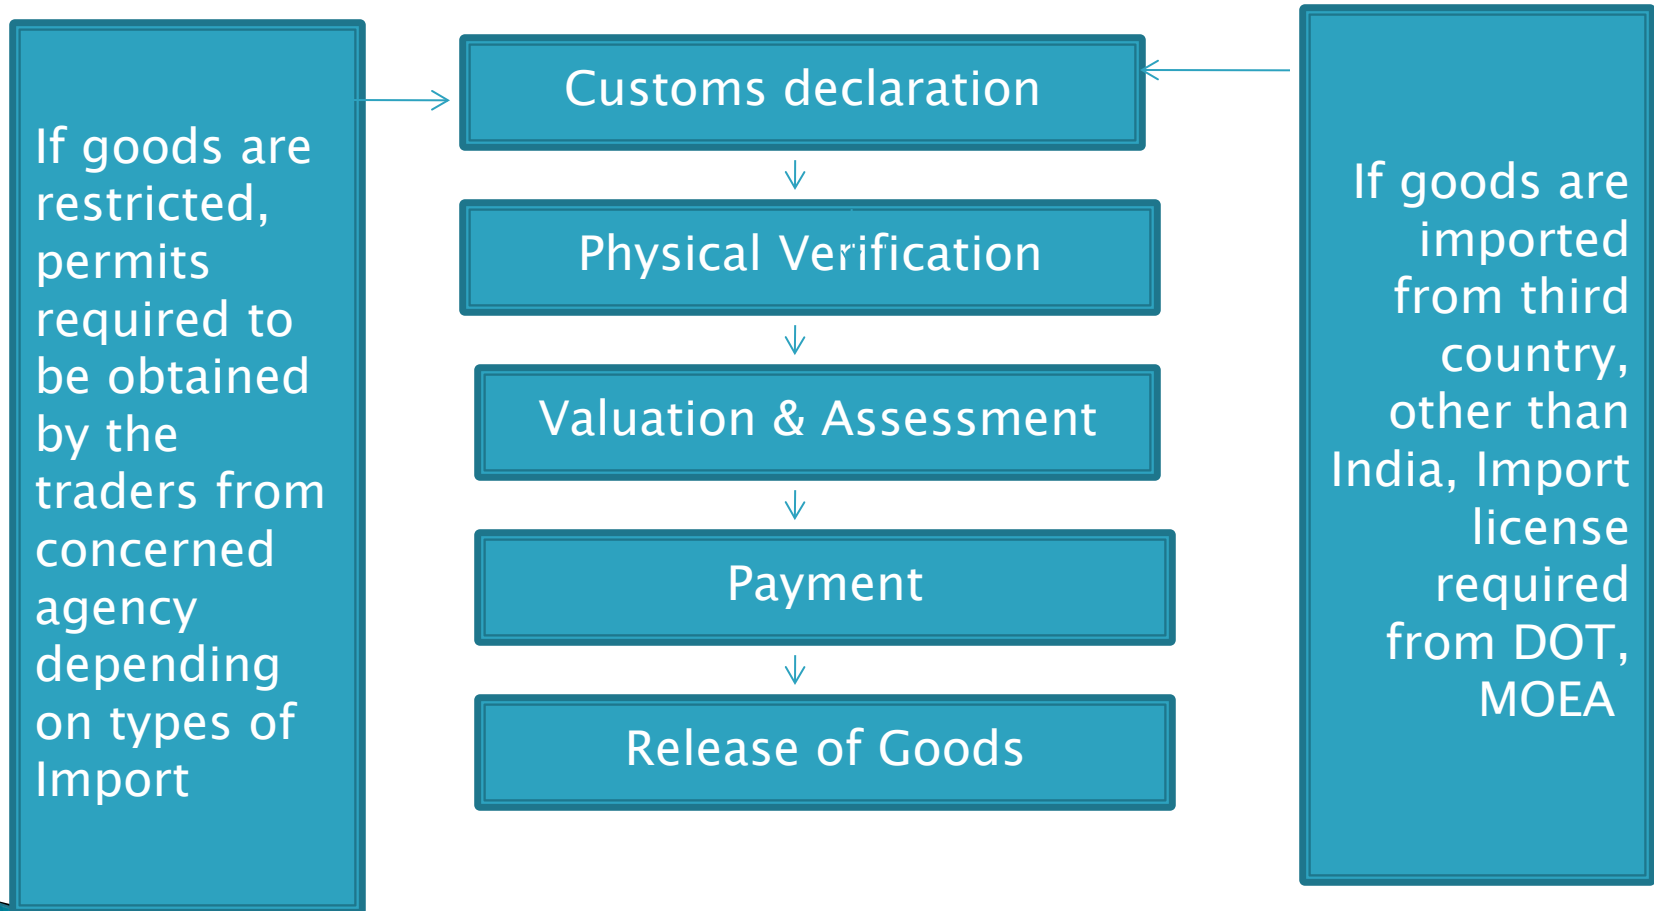 If goods are
restricted,
permits
required to
be obtained
by the
traders from
concerned
agency
depending
on types of
Import
Customs declaration
Physical Verification
Valuation & Assessment
Payment
Release of Goods
If goods are
imported
from third
country,
other than
India, Import
license
required
from DOT,
MOEA